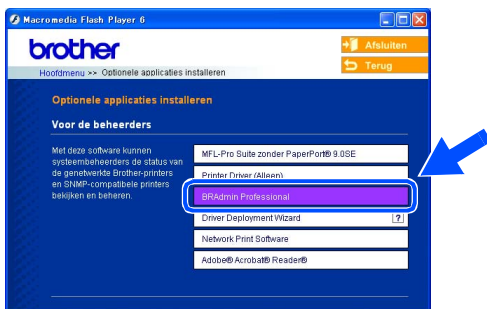 Macromedia Flash Player 6
brother
Afsluiten
Hoofdmenu >> Optionele applicaties installeren
Terug
Optionele applicaties installeren
Voor de beheerders
Met deze software kunnen
systeembeheerders de status van
de genetwerkte Brother-printers
en SNMP-compatibele printers
bekijken en beheren.
MFL-Pro Suite zonder PaperPort® 9.0SE
Printer Driver (Alleen)
BRAdmin Professional
Driver Deployment Wizard ?
Network Print Software
Adobe® Acrobat® Reader®